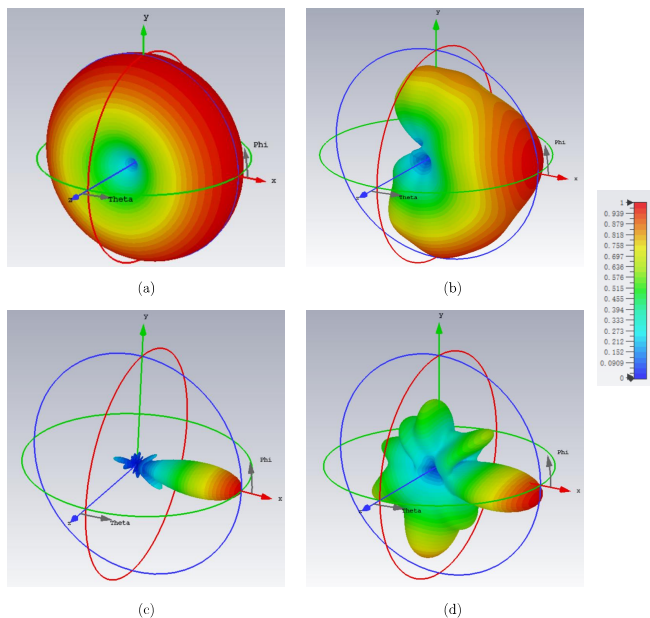 y
Phi
x
Theta
z
(a)
y
Phi
x
Theta
z
(b)
1
0.939
0.879
0.818
0.758
0.697
0.636
0.576
0.515
0.455
0.394
0.333
0.273
0.212
0.152
0.0909
0
y
Phi
x
Theta
z
(c)
y
Phi
x
Theta
z
(d)